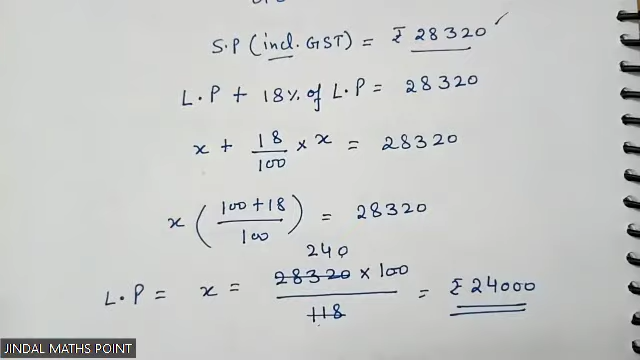 S.P (incl. GST) = ₹ 28320 ✓
L.P + 18% of L.P = 28320
x + 18/100 × x = 28320
x ( 100+18 / 100 ) = 28320
240
L.P = x = 28320 × 100 / 118 = ₹ 24000
JINDAL MATHS POINT